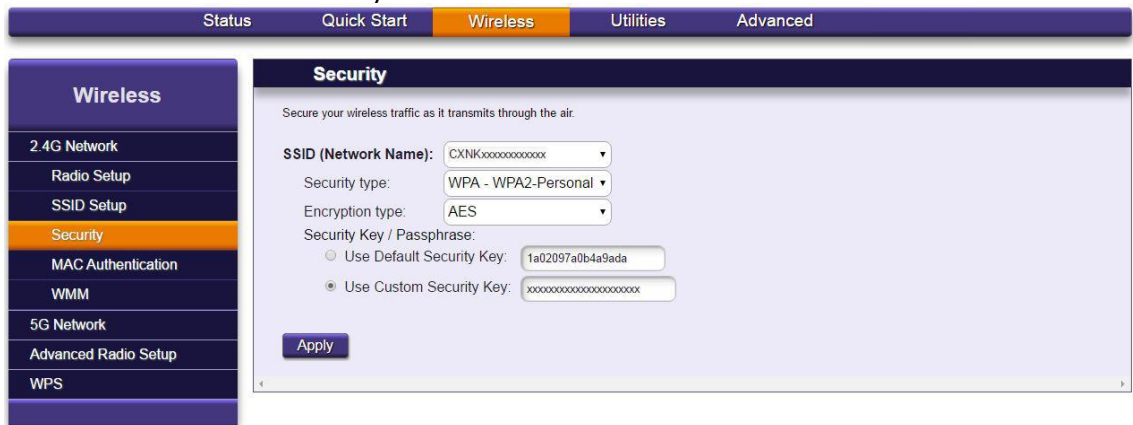 Status Quick Start Wireless Utilities Advanced
Wireless
2.4G Network
Radio Setup
SSID Setup
Security
MAC Authentication
WMM
5G Network
Advanced Radio Setup
WPS
Security
Secure your wireless traffic as it transmits through the air.
SSID (Network Name): CXNKxxxxxxxxxxxx
Security type: WPA - WPA2-Personal
Encryption type: AES
Security Key / Passphrase:
Use Default Security Key: 1a02097a0b4a9ada
Use Custom Security Key: xxxxxxxxxxxxxxxxxxxxx
Apply